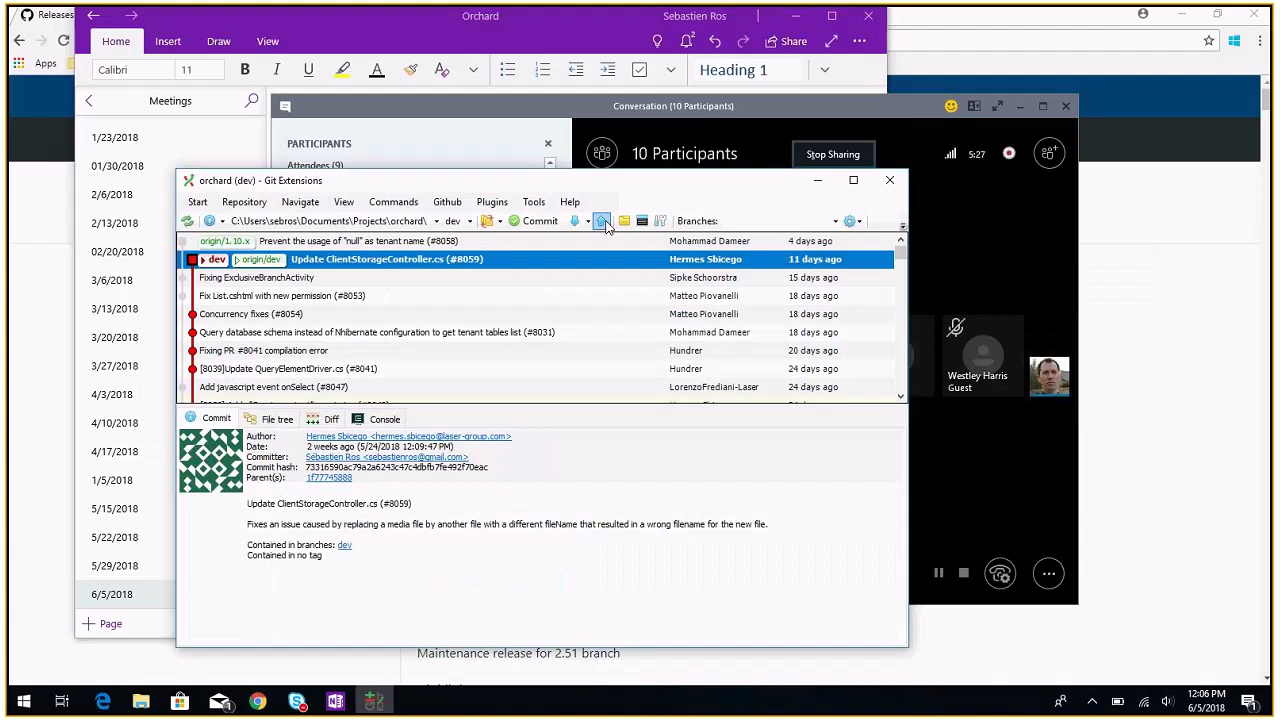 Releases
Orchard
Sebastien Ros
Home
Insert
Draw
View
Share
Apps
Calibri
11
B
I
U
A
Heading 1
Meetings
1/23/2018
01/30/2018
2/6/2018
2/13/2018
02/20/2018
3/6/2018
3/13/2018
3/20/2018
3/27/2018
4/3/2018
4/10/2018
4/17/2018
1/5/2018
5/15/2018
5/22/2018
5/29/2018
6/5/2018
+ Page
Conversation (10 Participants)
PARTICIPANTS
Attendees (9)
10 Participants
Stop Sharing
5:27
Westley Harris
Guest
orchard (dev) - Git Extensions
Start Repository Navigate View Commands Github Plugins Tools Help
C:\Users\sebros\Documents\Projects\orchard\ dev Commit Branches:
origin/1.10.x Prevent the usage of "null" as tenant name (#8058) Mohammad Dameer 4 days ago
dev origin/dev Update ClientStorageController.cs (#8059) Hermes Sbicego 11 days ago
Fixing ExclusiveBranchActivity Sipke Schoorstra 15 days ago
Fix List.cshtml with new permission (#8053) Matteo Piovanelli 18 days ago
Concurrency fixes (#8054) Matteo Piovanelli 18 days ago
Query database schema instead of Nhibernate configuration to get tenant tables list (#8031) Mohammad Dameer 18 days ago
Fixing PR #8041 compilation error Hundrer 20 days ago
[8039]Update QueryElementDriver.cs (#8041) Hundrer 24 days ago
Add javascript event onSelect (#8047) LorenzoFrediani-Laser 24 days ago
Commit File tree Diff Console
Author: Hermes Sbicego <hermes.sbicego@laser-group.com>
Date: 2 weeks ago (5/24/2018 12:09:47 PM)
Committer: Sébastien Ros <sebastienros@gmail.com>
Commit hash: 73316590ac79a2a6243c47c4dbfb7fe492f70eac
Parent(s): 1f77745888
Update ClientStorageController.cs (#8059)
Fixes an issue caused by replacing a media file by another file with a different fileName that resulted in a wrong filename for the new file.
Contained in branches: dev
Contained in no tag
Maintenance release for 2.51 branch
12:06 PM
6/5/2018